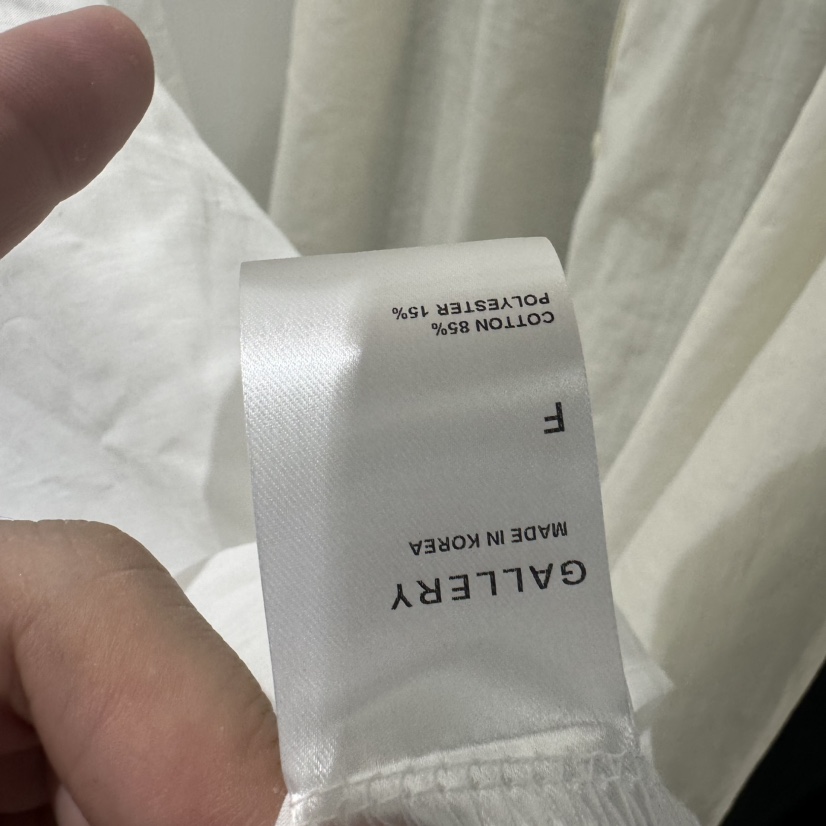 GALLERY
MADE IN KOREA
F
COTTON 85%
POLYESTER 15%